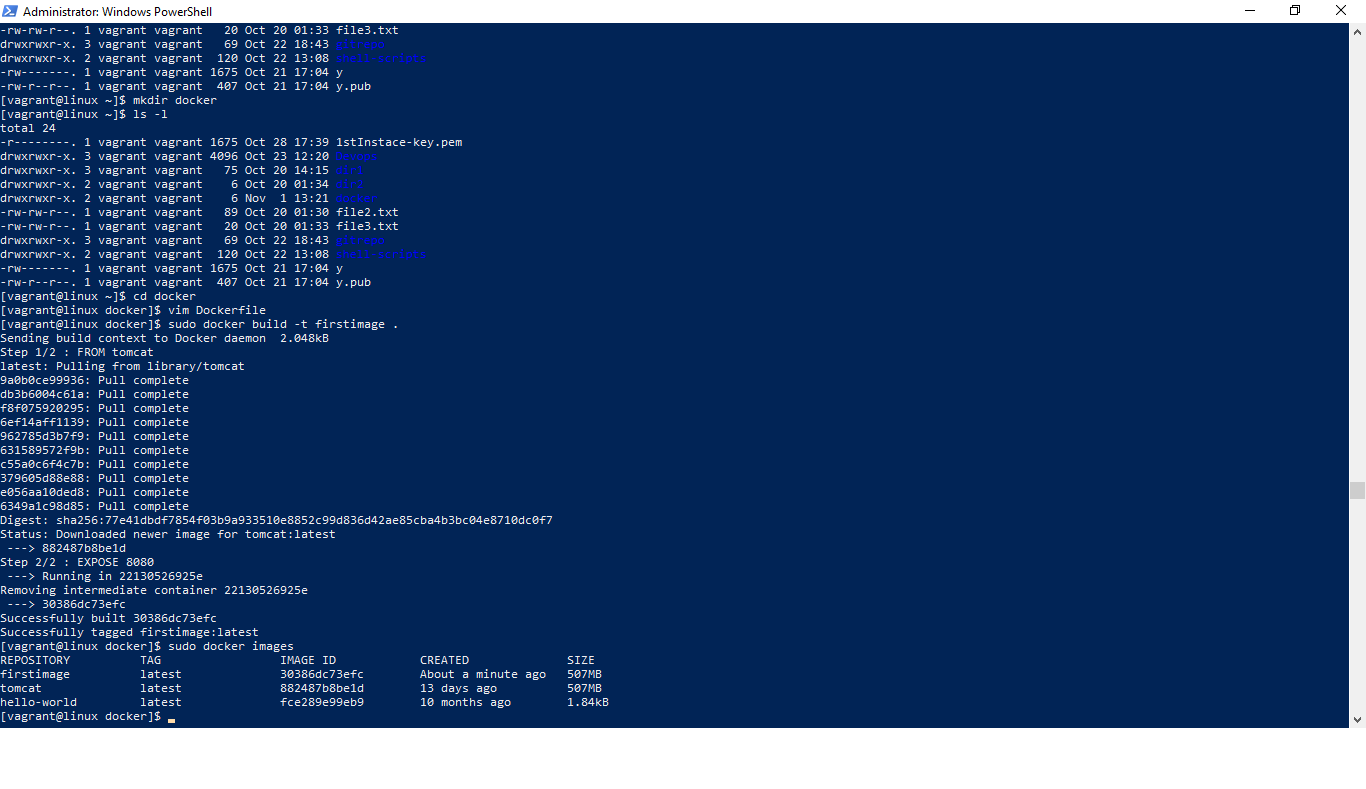 Administrator: Windows PowerShell
-rw-rw-r--. 1 vagrant vagrant   20 Oct 20 01:33 file3.txt
drwxrwxr-x. 3 vagrant vagrant   69 Oct 22 18:43 gitrepo
drwxrwxr-x. 2 vagrant vagrant  120 Oct 22 13:08 shell-scripts
-rw-------. 1 vagrant vagrant 1675 Oct 21 17:04 y
-rw-r--r--. 1 vagrant vagrant  407 Oct 21 17:04 y.pub
[vagrant@linux ~]$ mkdir docker
[vagrant@linux ~]$ ls -l
total 24
-r--------. 1 vagrant vagrant 1675 Oct 28 17:39 1stInstace-key.pem
drwxrwxr-x. 3 vagrant vagrant 4096 Oct 23 12:20
drwxrwxr-x. 3 vagrant vagrant   75 Oct 20 14:15 dir1
drwxrwxr-x. 2 vagrant vagrant    6 Oct 20 01:34 dir2
drwxrwxr-x. 2 vagrant vagrant    6 Nov  1 13:21 docker
-rw-rw-r--. 1 vagrant vagrant   89 Oct 20 01:30 file2.txt
-rw-rw-r--. 1 vagrant vagrant   20 Oct 20 01:33 file3.txt
drwxrwxr-x. 3 vagrant vagrant   69 Oct 22 18:43 gitrepo
drwxrwxr-x. 2 vagrant vagrant  120 Oct 22 13:08 shell-scripts
-rw-------. 1 vagrant vagrant 1675 Oct 21 17:04 y
-rw-r--r--. 1 vagrant vagrant  407 Oct 21 17:04 y.pub
[vagrant@linux ~]$ cd docker
[vagrant@linux docker]$ vim Dockerfile
[vagrant@linux docker]$ sudo docker build -t firstimage .
Sending build context to Docker daemon  2.048kB
Step 1/2 : FROM tomcat
latest: Pulling from library/tomcat
9a0b0ce99936: Pull complete
db3b6004c61a: Pull complete
f8f075920295: Pull complete
6ef14aff1139: Pull complete
962785d3b7f9: Pull complete
631589572f9b: Pull complete
c55a0c6f4c7b: Pull complete
379605d88e88: Pull complete
e056aa10ded8: Pull complete
6349a1c98d85: Pull complete
Digest: sha256:77e41dbdf7854f03b9a933510e8852c99d836d42ae85cba4b3bc04e8710dc0f7
Status: Downloaded newer image for tomcat:latest
 ---> 882487b8be1d
Step 2/2 : EXPOSE 8080
 ---> Running in 22130526925e
Removing intermediate container 22130526925e
 ---> 30386dc73efc
Successfully built 30386dc73efc
Successfully tagged firstimage:latest
[vagrant@linux docker]$ sudo docker images
REPOSITORY          TAG                 IMAGE ID            CREATED              SIZE
firstimage          latest              30386dc73efc        About a minute ago   507MB
tomcat              latest              882487b8be1d        13 days ago          507MB
hello-world         latest              fce289e99eb9        10 months ago        1.84kB
[vagrant@linux docker]$